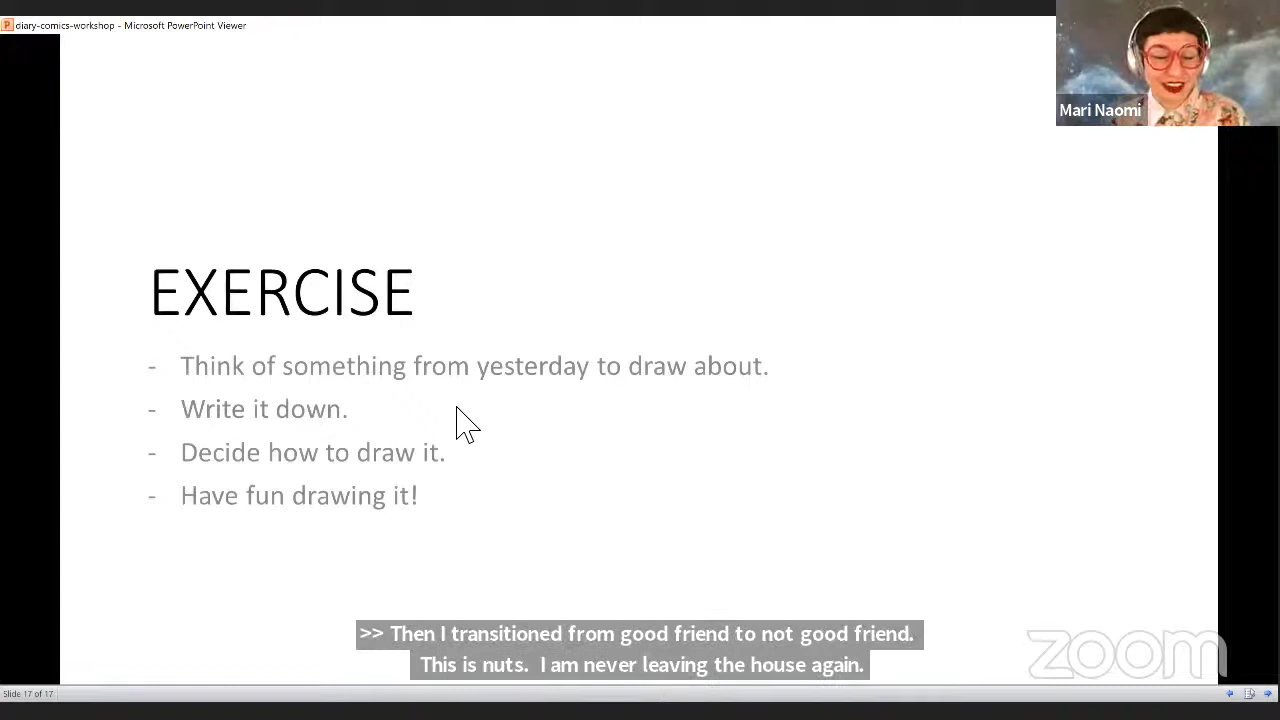 diary-comics-workshop - Microsoft PowerPoint Viewer
Mari Naomi
EXERCISE
- Think of something from yesterday to draw about.
- Write it down.
- Decide how to draw it.
- Have fun drawing it!
>> Then I transitioned from good friend to not good friend.
This is nuts.  I am never leaving the house again.
zoom
Slide 17 of 17